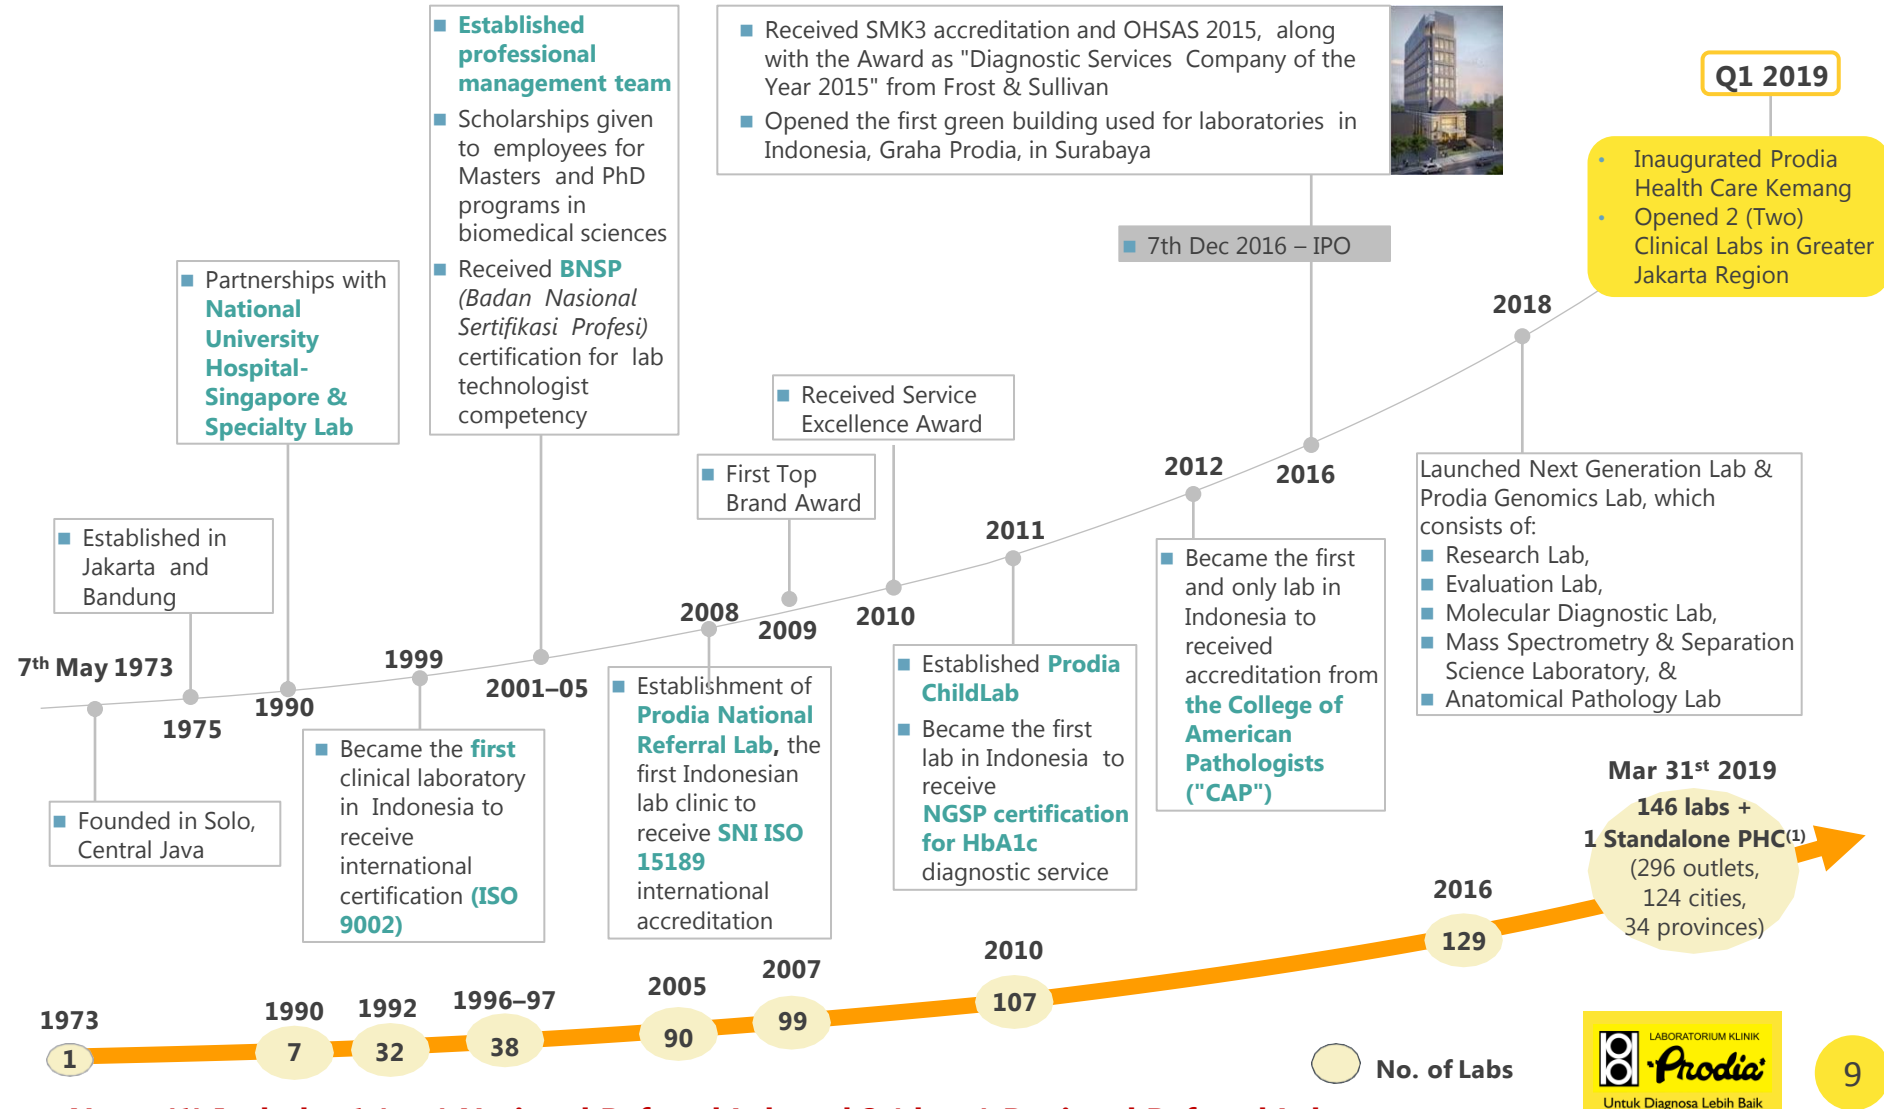 Established
professional
management team
Scholarships given
to employees for
Masters and PhD
programs in
biomedical sciences
Received BNSP
(Badan Nasional
Sertifikasi Profesi)
certification for lab
technologist
competency
Received SMK3 accreditation and OHSAS 2015, along
with the Award as "Diagnostic Services Company of the
Year 2015" from Frost & Sullivan
Opened the first green building used for laboratories in
Indonesia, Graha Prodia, in Surabaya
Q1 2019
Inaugurated Prodia
Health Care Kemang
Opened 2 (Two)
Clinical Labs in Greater
Jakarta Region
7th Dec 2016 – IPO
Partnerships with
National
University
Hospital-
Singapore &
Specialty Lab
2018
Received Service
Excellence Award
First Top
Brand Award
2012
2016
Launched Next Generation Lab &
Prodia Genomics Lab, which
consists of:
Research Lab,
Evaluation Lab,
Molecular Diagnostic Lab,
Mass Spectrometry & Separation
Science Laboratory, &
Anatomical Pathology Lab
Established in
Jakarta and
Bandung
2011
Became the first
and only lab in
Indonesia to
received
accreditation from
the College of
American
Pathologists
("CAP")
2008
2009
2010
7th May 1973
1975
1990
1999
2001–05
Founded in Solo,
Central Java
Became the first
clinical laboratory
in Indonesia to
receive
international
certification (ISO
9002)
Establishment of
Prodia National
Referral Lab, the
first Indonesian
lab clinic to
receive SNI ISO
15189
international
accreditation
Established Prodia
ChildLab
Became the first
lab in Indonesia to
receive
NGSP certification
for HbA1c
diagnostic service
Mar 31st 2019
146 labs +
1 Standalone PHC(1)
(296 outlets,
124 cities,
34 provinces)
1973
1
1990
7
1992
32
1996–97
38
2005
90
2007
99
2010
107
2016
129
No. of Labs
LABORATORIUM KLINIK
Prodia
Untuk Diagnosa Lebih Baik
9